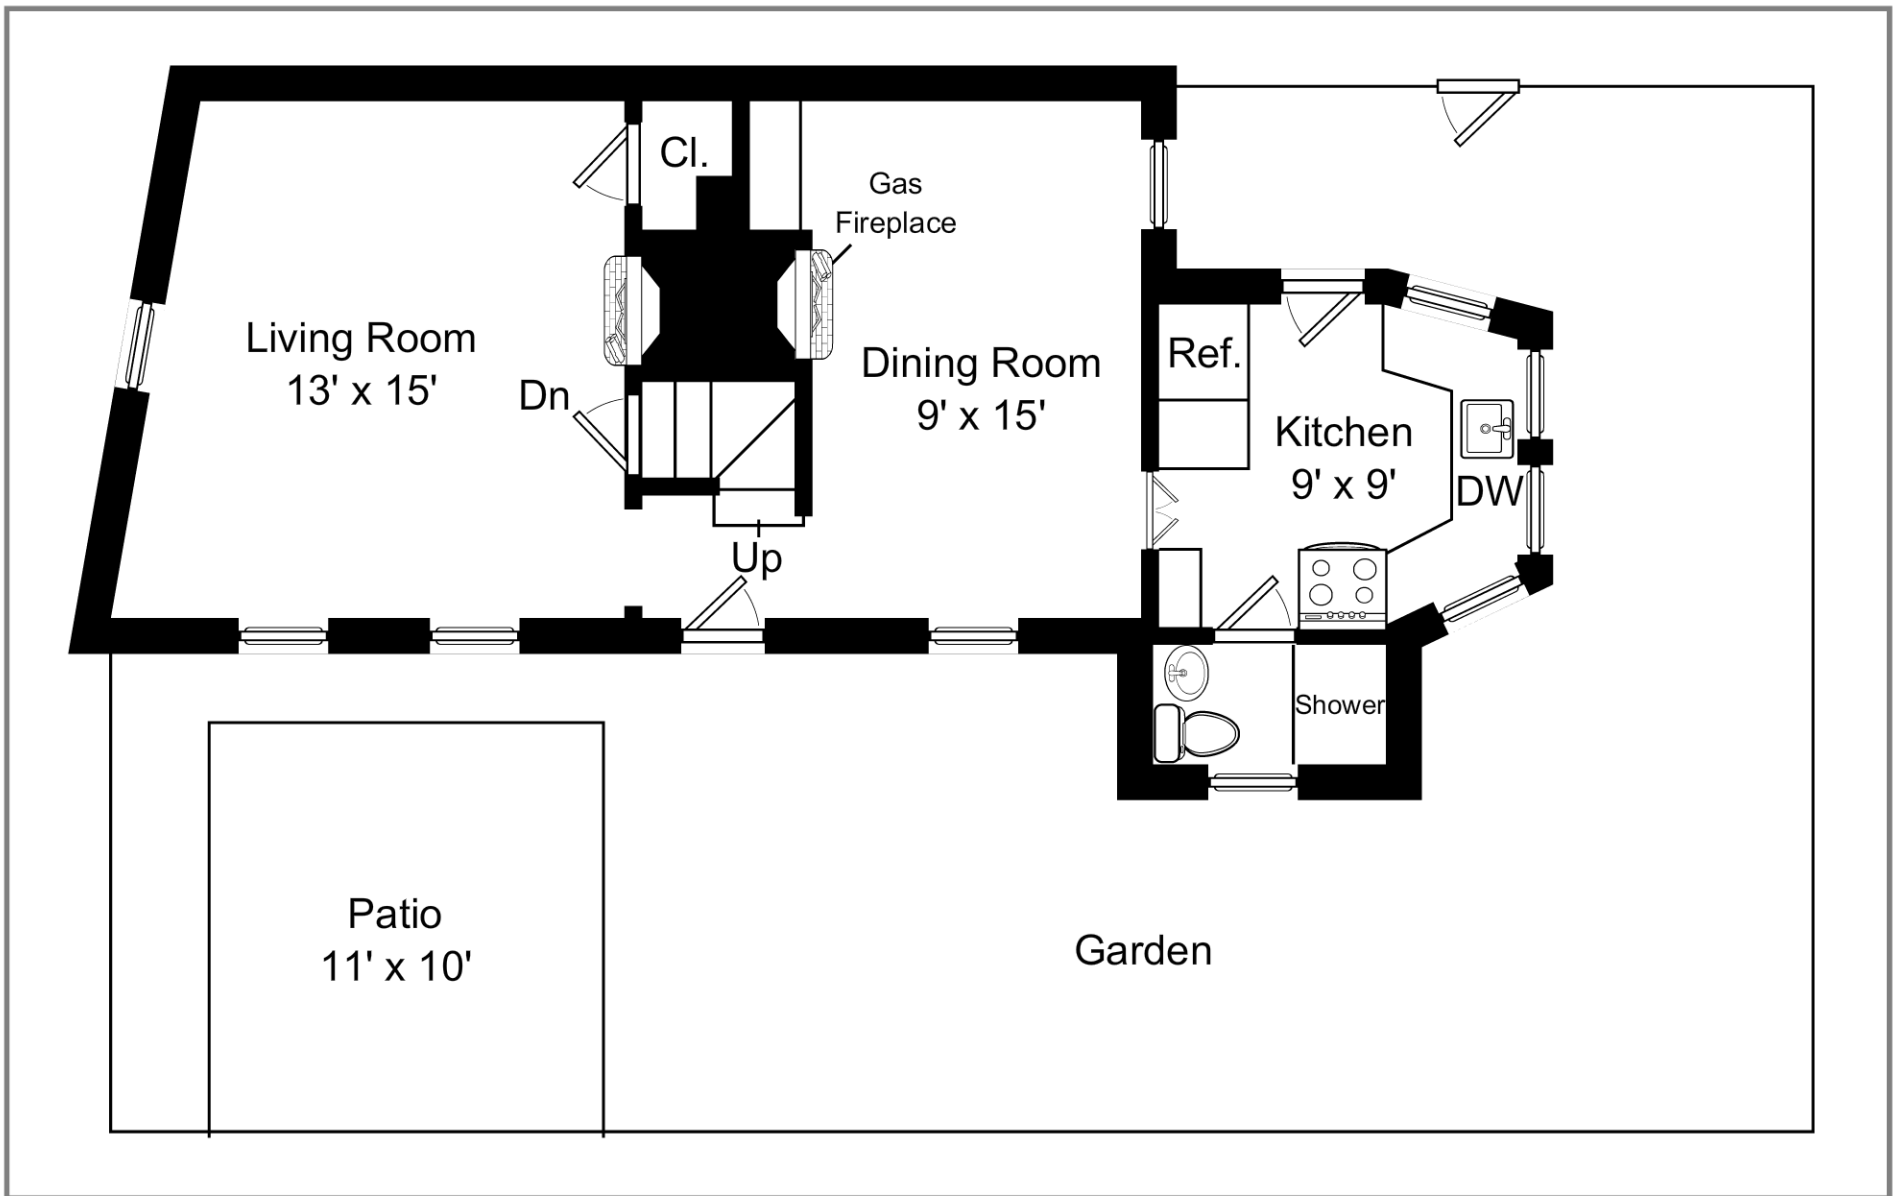 Cl.
Gas
Fireplace
Living Room
13' x 15'
Dn
Dining Room
9' x 15'
Ref.
Kitchen
9' x 9'
DW
Up
Shower
Patio
11' x 10'
Garden